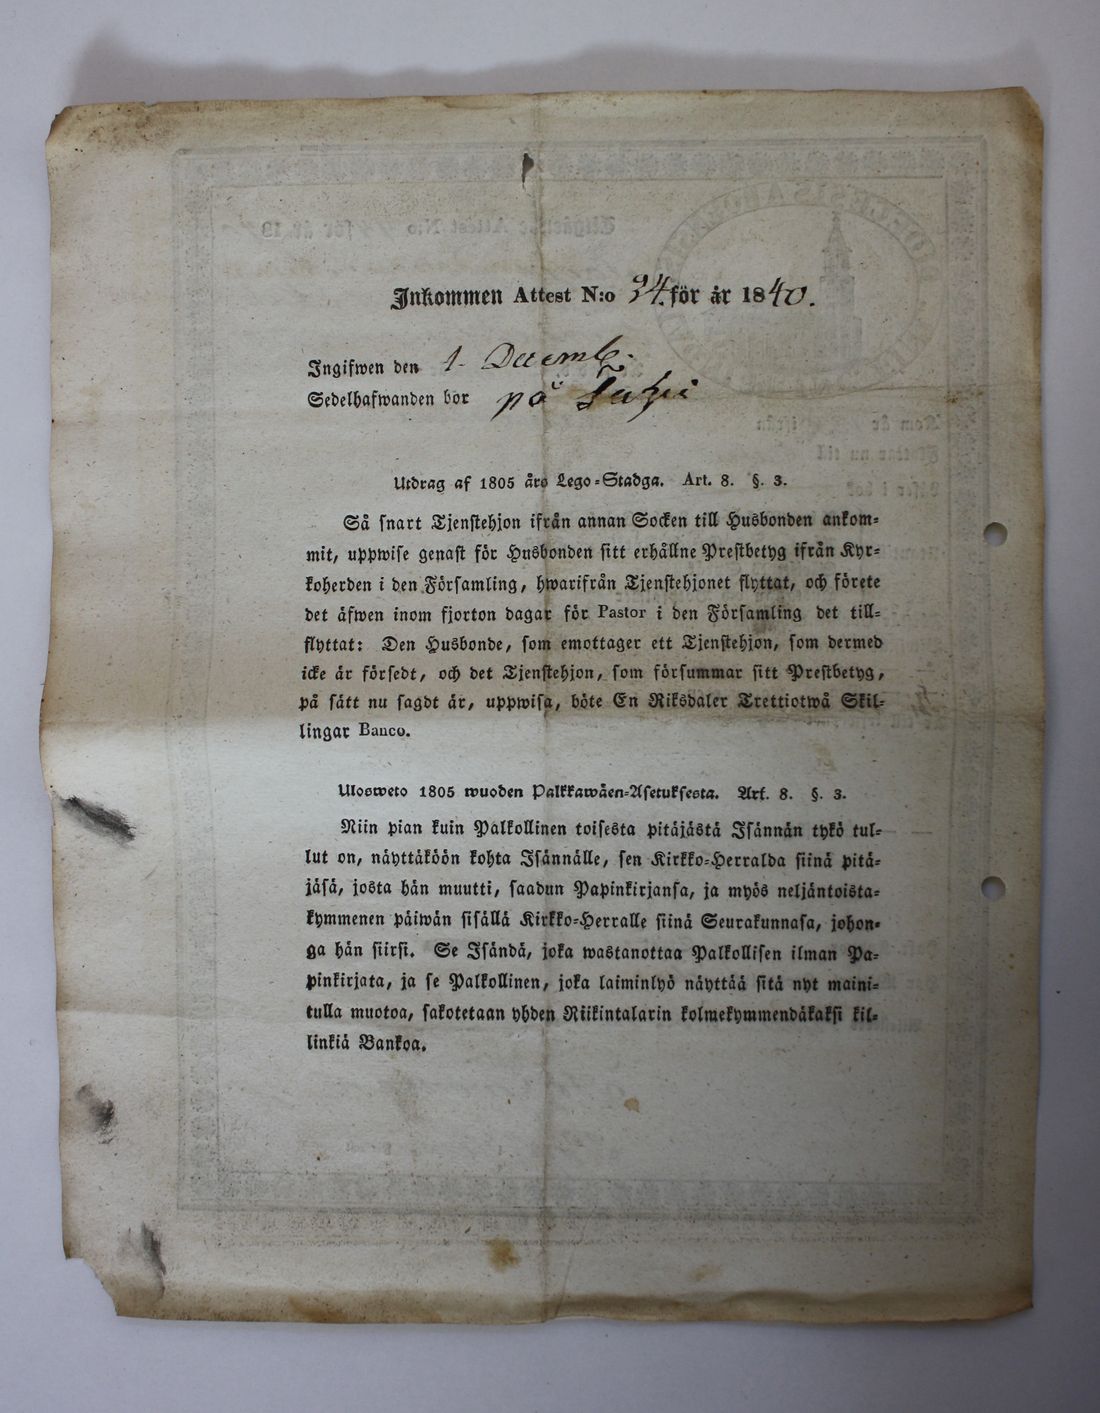 Inkommen Attest N:o 34. för år 1840.
Ingifwen den 1. Decemb.
Sedelhafwanden bor på
Utdrag af 1805 års Lego=Stadga. Art. 8. §. 3.
Så snart Tjenstehjon ifrån annan Socken till Husbonden ankom=
mit, uppwise genast för Husbonden sitt erhållne Prestbetyg ifrån Kyr=
koherden i den Församling, hwarifrån Tjenstehjonet flyttat, och förete
det äfwen inom fjorton dagar för Pastor i den Församling det till=
flyttat: Den Husbonde, som emottager ett Tjenstehjon, som dermed
icke är försedt, och det Tjenstehjon, som försummar sitt Prestbetyg,
på sätt nu sagdt är, uppwisa, böte En Riksdaler Trettiotwå Skil=
lingar Banco.
Ulosweto 1805 wuoden Palkkawäen=Asetuksesta. Art. 8. §. 3.
Niin pian kuin Palkollinen toisesta pitäjästä Isännän tykö tul=
lut on, näyttäköön kohta Isännälle, sen Kirkko=Herralda siinä pitä=
jäsä, josta hän muutti, saadun Papinkirjansa, ja myös neljäntoista=
kymmenen päiwän sisällä Kirkko=Herralle siinä Seurakunnasa, johon=
ga hän siirsi. Se Isändä, joka wastanottaa Palkollisen ilman Pa=
pinkirjata, ja se Palkollinen, joka laiminlyö näyttää sitä nyt maini=
tulla muotoa, sakotetaan yhden Riikintalarin kolmekymmendäkaksi kil=
linkiä Bankoa.